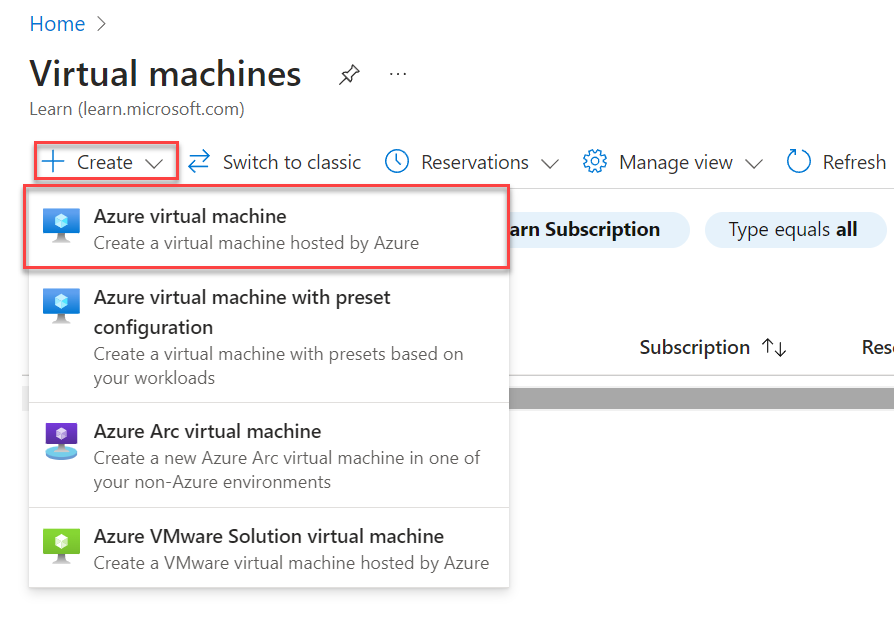 Home
Virtual machines
Learn (learn.microsoft.com)
Create Switch to classic Reservations Manage view Refresh
Azure virtual machine
Create a virtual machine hosted by Azure
Subscription Type equals all
Azure virtual machine with preset
configuration
Create a virtual machine with presets based on
your workloads
Subscription
Azure Arc virtual machine
Create a new Azure Arc virtual machine in one of
your non-Azure environments
Azure VMware Solution virtual machine
Create a VMware virtual machine hosted by Azure